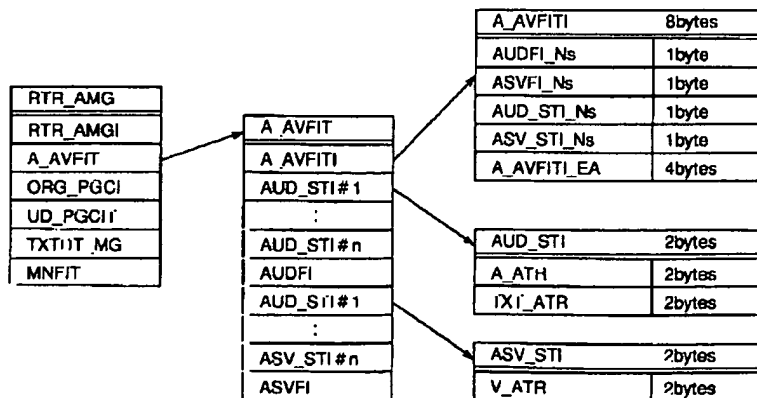 RTR_AMG
RTR_AMGI
A_AVFIT
ORG_PGCI
UD_PGCIT
TXTDT_MG
MNFIT
A_AVFIT
A_AVFITI
AUD_STI#1
:
AUD_STI#n
AUDFI
AUD_STI#1
:
ASV_STI#n
ASVFI
A_AVFITI 8bytes
AUDFI_Ns 1byte
ASVFI_Ns 1byte
AUD_STI_Ns 1byte
ASV_STI_Ns 1byte
A_AVFITI_EA 4bytes
AUD_STI 2bytes
A_ATR 2bytes
TXT_ATR 2bytes
ASV_STI 2bytes
V_ATR 2bytes